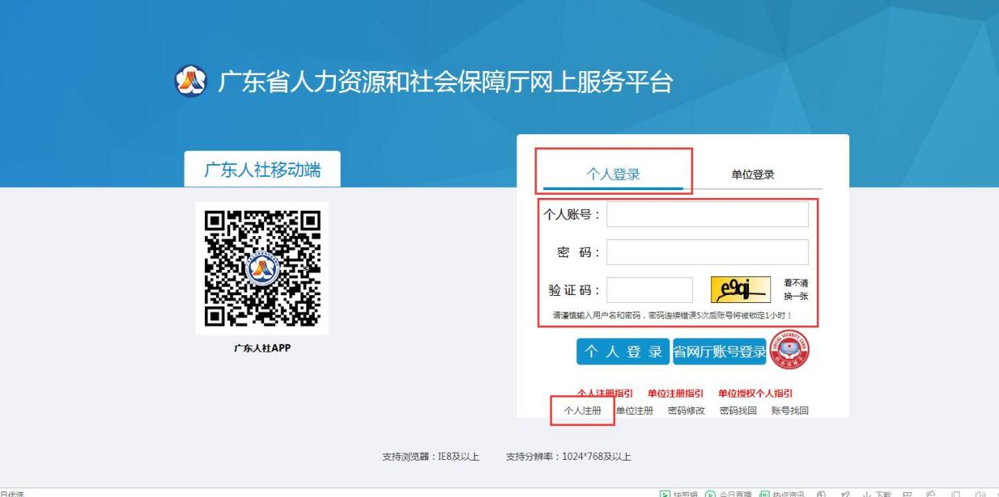 广东省人力资源和社会保障厅网上服务平台
广东人社移动端
个人登录
单位登录
个人账号：
密 码：
验证码：
e9qj
看不清
换一张
请谨慎输入用户名和密码，密码连续错误5次后账号将被锁定1小时！
个人登录
省网厅账号登录
SOCIAL SECURITY CARD
广东人社APP
个人注册指引 单位注册指引 单位授权个人指引
个人注册 单位注册 密码修改 密码找回 账号找回
支持浏览器：IE8及以上 支持分辨率：1024*768及以上
日优选
快剪辑 今日直播 热点资讯 下载